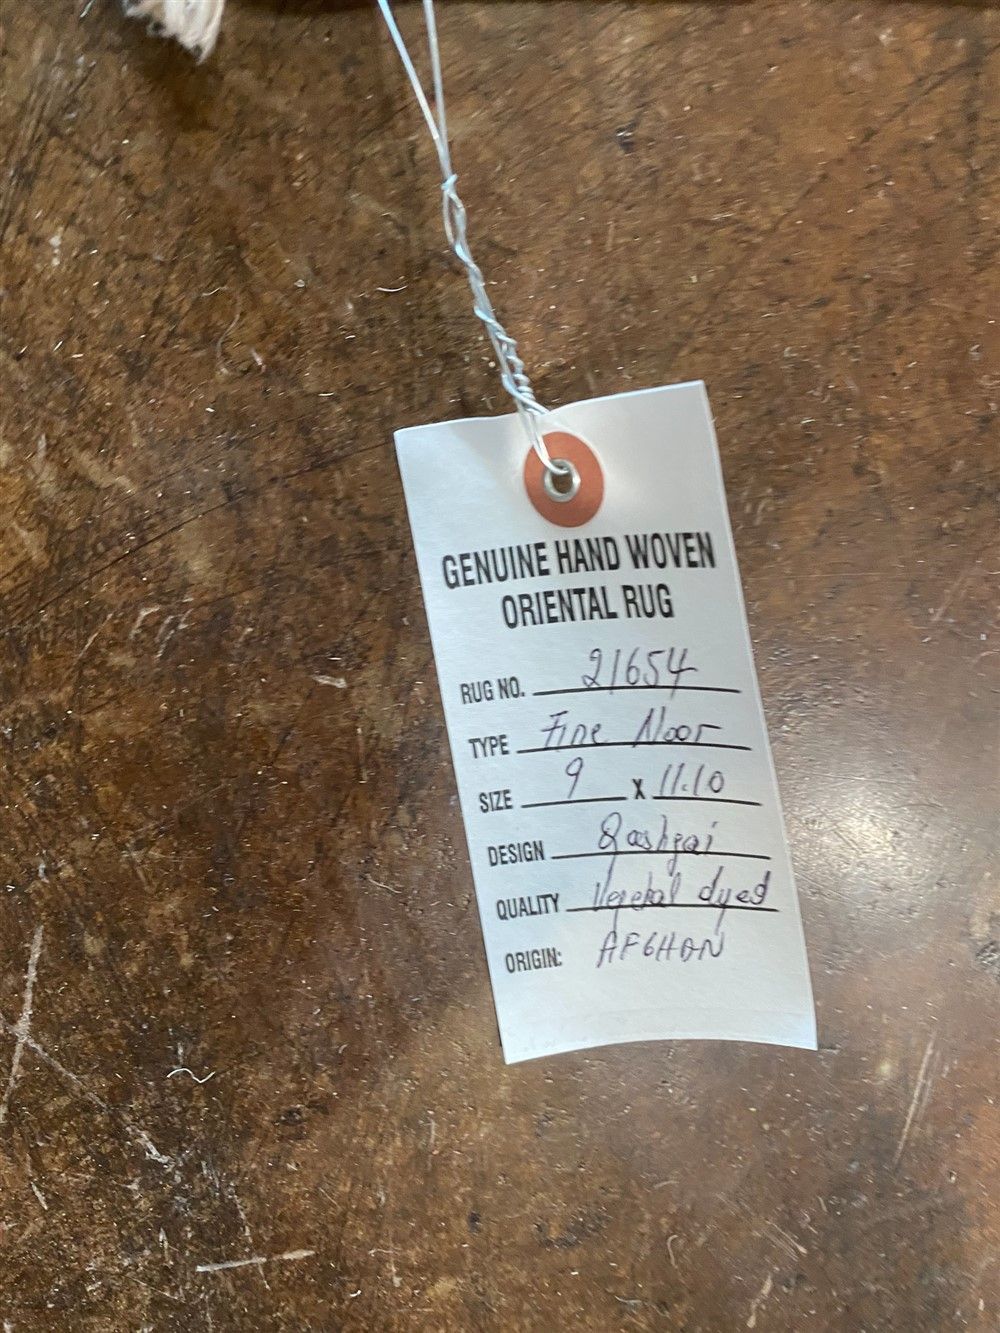 GENUINE HAND WOVEN
ORIENTAL RUG
RUG NO. 21654
TYPE Fine Noor
SIZE 9 X 11.10
DESIGN Qashqai
QUALITY Vegetal dyed
ORIGIN: AFGHAN